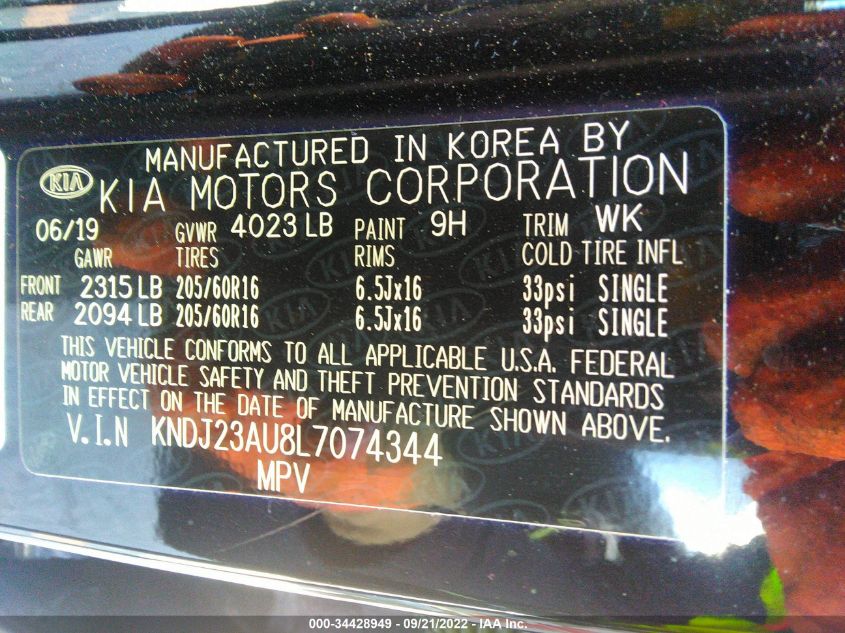 MANUFACTURED IN KOREA BY
KIA KIA MOTORS CORPORATION
06/19 GVWR 4023 LB PAINT 9H TRIM WK
GAWR TIRES RIMS COLD TIRE INFL
FRONT 2315 LB 205/60R16 6.5Jx16 33psi SINGLE
REAR 2094 LB 205/60R16 6.5Jx16 33psi SINGLE
THIS VEHICLE CONFORMS TO ALL APPLICABLE U.S.A. FEDERAL
MOTOR VEHICLE SAFETY AND THEFT PREVENTION STANDARDS
IN EFFECT ON THE DATE OF MANUFACTURE SHOWN ABOVE.
V.I.N KNDJ23AU8L7074344
MPV
000-34428949 - 09/21/2022 - IAA Inc.